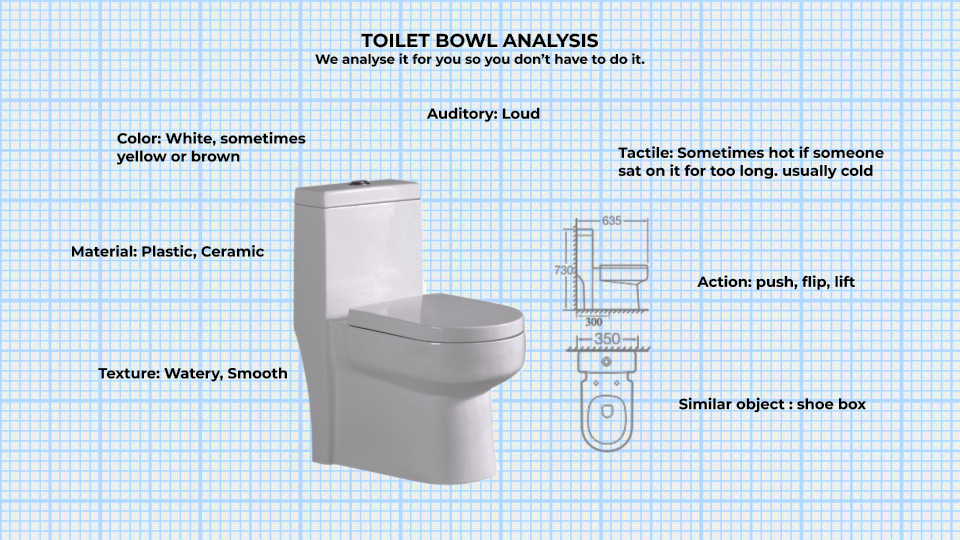 TOILET BOWL ANALYSIS
We analyse it for you so you don't have to do it.
Auditory: Loud
Color: White, sometimes
yellow or brown
Tactile: Sometimes hot if someone
sat on it for too long. usually cold
635
Material: Plastic, Ceramic
730
Action: push, flip, lift
300
350
Texture: Watery, Smooth
Similar object : shoe box